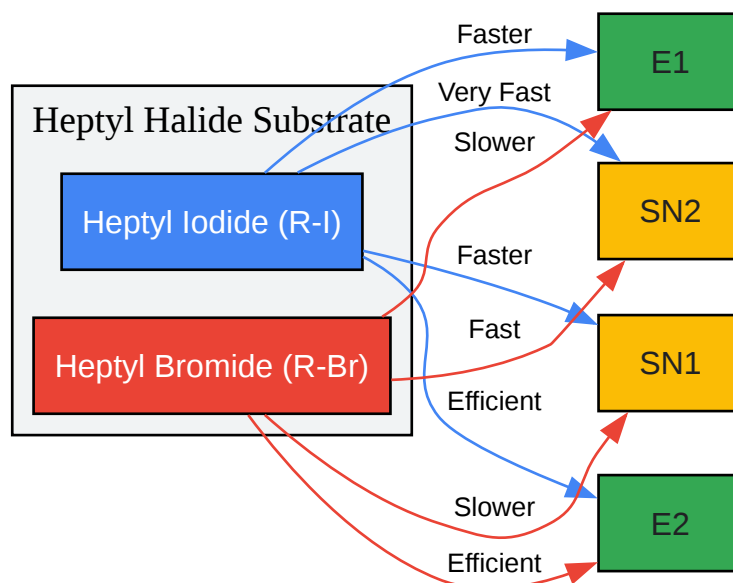 Faster
E1
Very Fast
Heptyl Halide Substrate
Slower
SN2
Heptyl Iodide (R-I)
Faster
Fast
SN1
Heptyl Bromide (R-Br)
Efficient
Slower
E2
Efficient